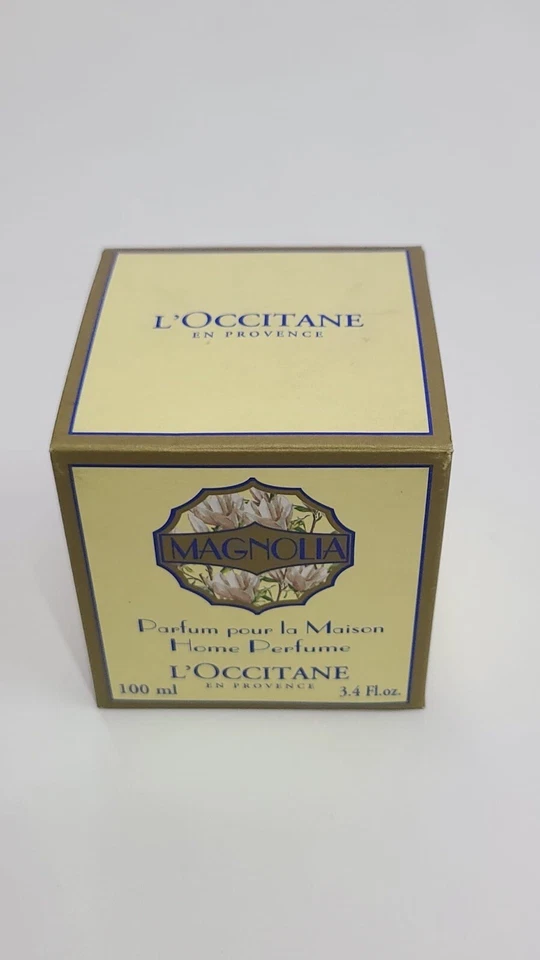 L'OCCITANE
EN PROVENCE
MAGNOLIA
Parfum pour la Maison
Home Perfume
L'OCCITANE
EN PROVENCE
100 ml 3.4 Fl.oz.